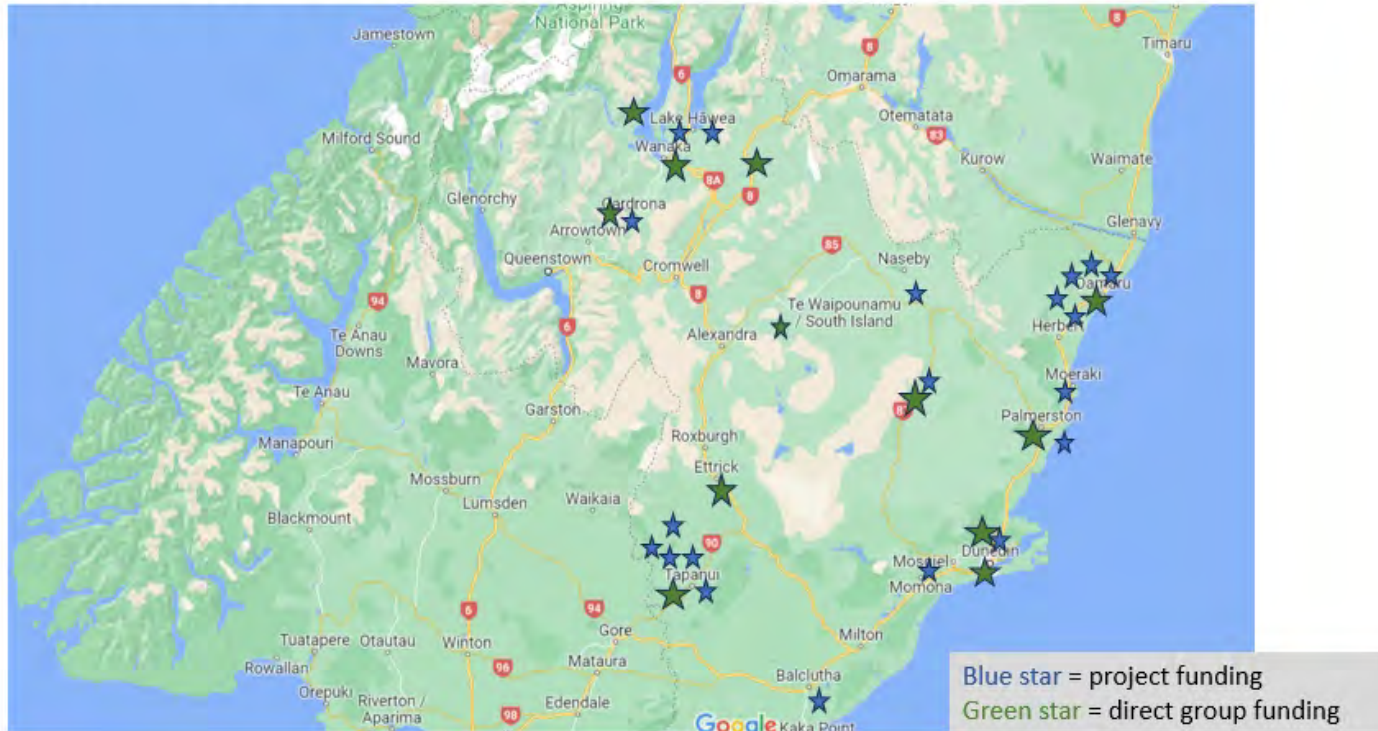 Aspiring
National Park
8
8
Jamestown
Timaru
6
Omarama
Lake Hāwea
Otematata
83
Milford Sound
Wanaka
Kurow
Waimate
8A
8
Glenorchy
Cardrona
Glenavy
Arrowtown
85
Naseby
Queenstown
Cromwell
Oamaru
94
8
Te Waipounamu
/ South Island
6
Herbert
Te Anau
Downs
Alexandra
Mavora
Moeraki
Te Anau
Garston
Palmerston
Manapouri
Roxburgh
Mossburn
Ettrick
Lumsden
Waikaia
Blackmount
90
Mosgiel
Dunedin
Tapanui
Momona
6
94
Gore
Milton
Tuatapere
Otautau
Winton
Rowallan
96
Mataura
Balclutha
Orepuki
Riverton /
Aparima
98
Edendale
Google
Kaka Point
Blue star = project funding
Green star = direct group funding